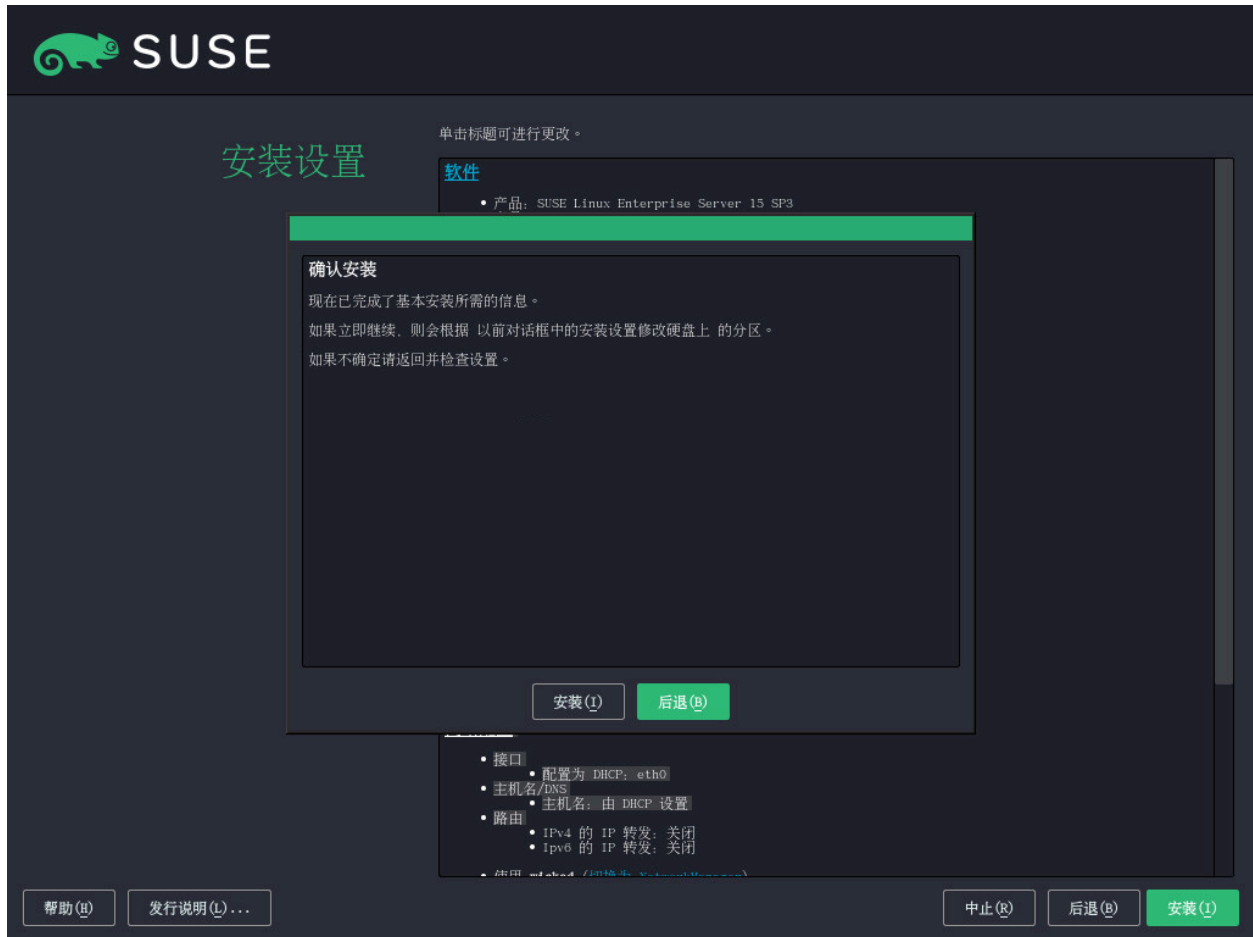 SUSE
安装设置
单击标题可进行更改。
软件
• 产品: SUSE Linux Enterprise Server 15 SP3
确认安装
现在已完成了基本安装所需的信息。
如果立即继续, 则会根据 以前对话框中的安装设置修改硬盘上 的分区。
如果不确定请返回并检查设置。
安装(I) 后退(B)
• 接口
• 配置为 DHCP: eth0
• 主机名/DNS
• 主机名: 由 DHCP 设置
• 路由
• IPv4 的 IP 转发: 关闭
• Ipv6 的 IP 转发: 关闭
• 使用 wicked (切换为 NetworkManager)
帮助(H) 发行说明(L)... 中止(R) 后退(B) 安装(I)